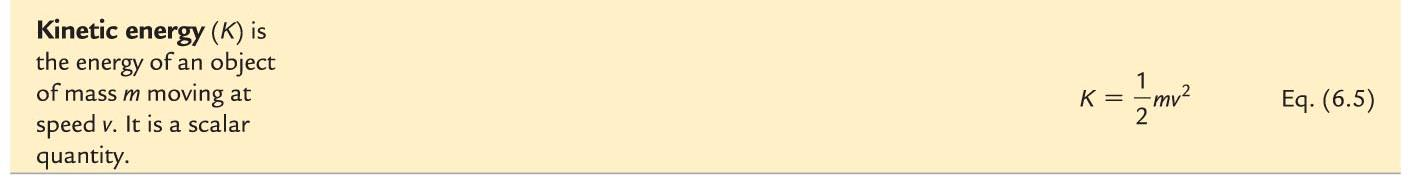 Kinetic energy (K) is
the energy of an object
of mass m moving at
speed v. It is a scalar
quantity.
K = 1/2 mv² Eq. (6.5)